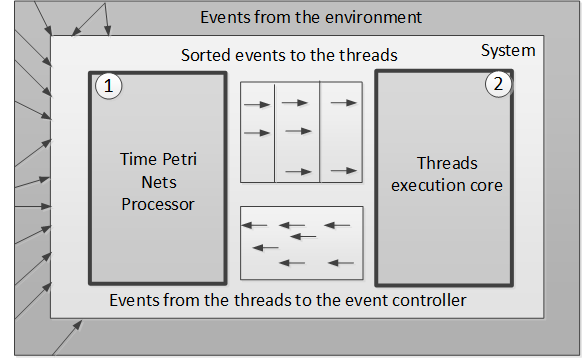 Events from the environment
Sorted events to the threads
System
1
2
Time Petri
Nets
Processor
Threads
execution core
Events from the threads to the event controller